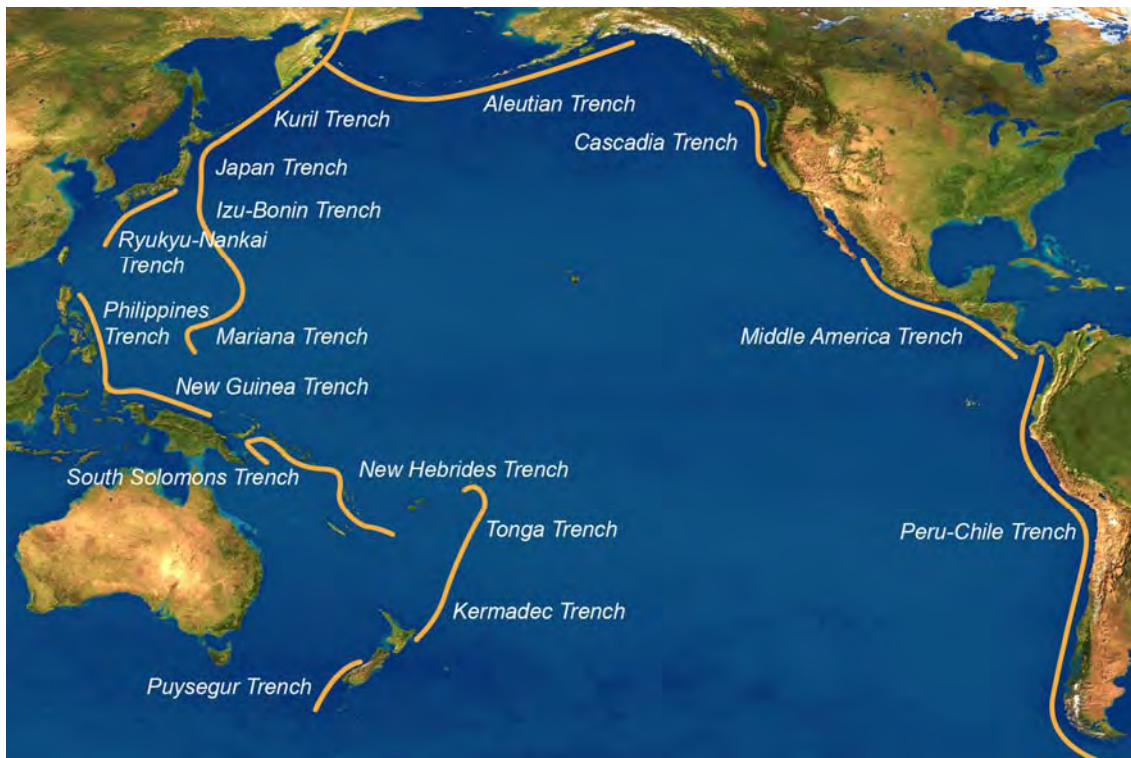 Aleutian Trench
Kuril Trench
Cascadia Trench
Japan Trench
Izu-Bonin Trench
Ryukyu-Nankai
Trench
Philippines
Trench
Mariana Trench
Middle America Trench
New Guinea Trench
New Hebrides Trench
South Solomons Trench
Tonga Trench
Peru-Chile Trench
Kermadec Trench
Puysegur Trench